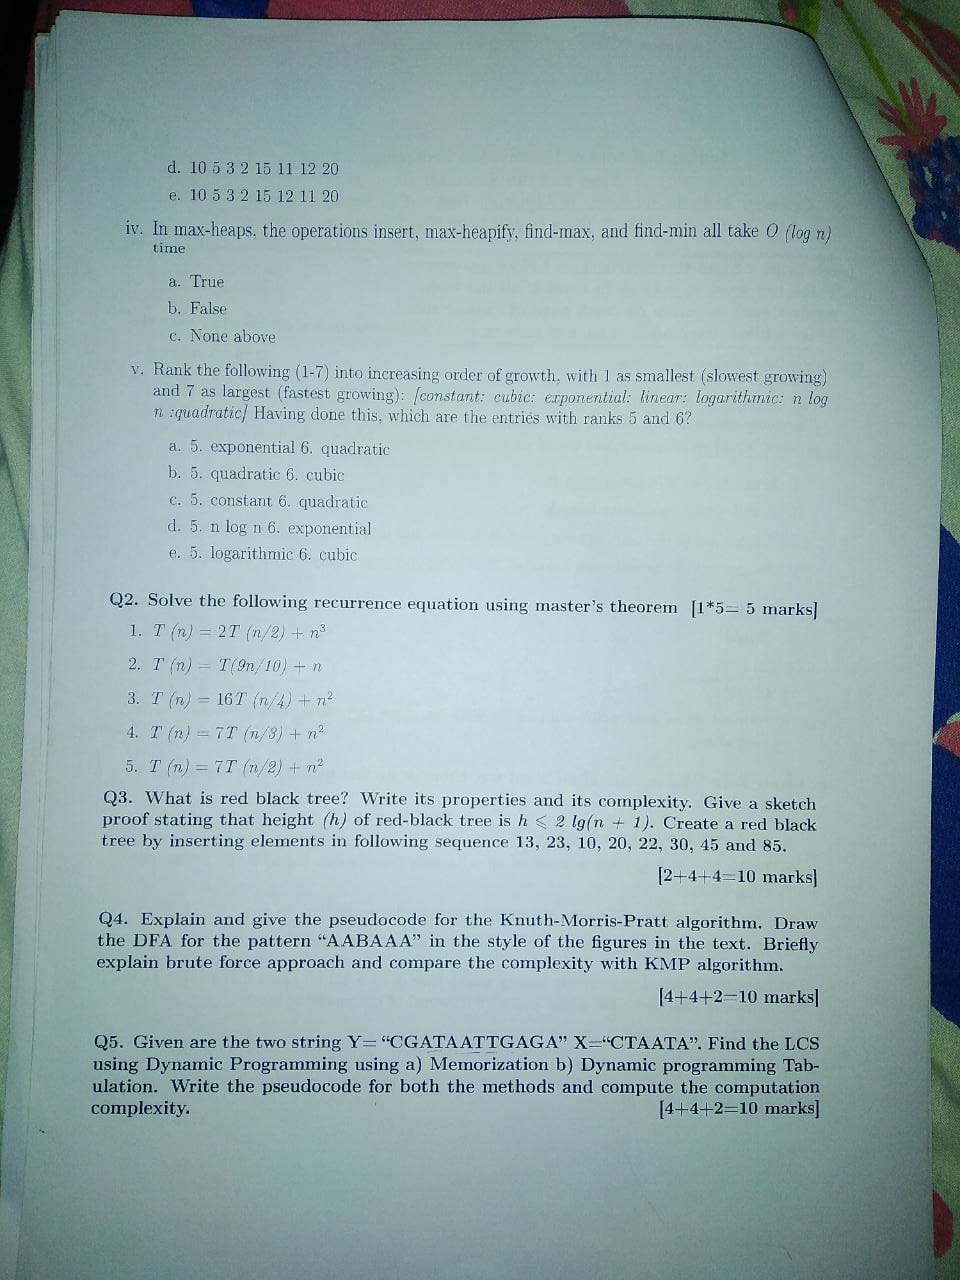 d. 10 5 3 2 15 11 12 20
e. 10 5 3 2 15 12 11 20
iv. In max-heaps, the operations insert, max-heapify, find-max, and find-min all take O (log n)
time
a. True
b. False
c. None above
v. Rank the following (1-7) into increasing order of growth, with 1 as smallest (slowest growing)
and 7 as largest (fastest growing): [constant: cubic: exponential: linear: logarithmic: n log
n :quadratic] Having done this, which are the entries with ranks 5 and 6?
a. 5. exponential 6. quadratic
b. 5. quadratic 6. cubic
c. 5. constant 6. quadratic
d. 5. n log n 6. exponential
e. 5. logarithmic 6. cubic
Q2. Solve the following recurrence equation using master's theorem [1*5= 5 marks]
1. T (n) = 2T (n/2) + n³
2. T (n) = T(9n/10) + n
3. T (n) = 16T (n/4) + n²
4. T (n) = 7T (n/3) + n²
5. T (n) = 7T (n/2) + n²
Q3. What is red black tree? Write its properties and its complexity. Give a sketch
proof stating that height (h) of red-black tree is h ⩽ 2 lg(n + 1). Create a red black
tree by inserting elements in following sequence 13, 23, 10, 20, 22, 30, 45 and 85.
[2+4+4=10 marks]
Q4. Explain and give the pseudocode for the Knuth-Morris-Pratt algorithm. Draw
the DFA for the pattern “AABAAA” in the style of the figures in the text. Briefly
explain brute force approach and compare the complexity with KMP algorithm.
[4+4+2=10 marks]
Q5. Given are the two string Y= “CGATAATTGAGA” X=“CTAATA”. Find the LCS
using Dynamic Programming using a) Memorization b) Dynamic programming Tab-
ulation. Write the pseudocode for both the methods and compute the computation
complexity. [4+4+2=10 marks]